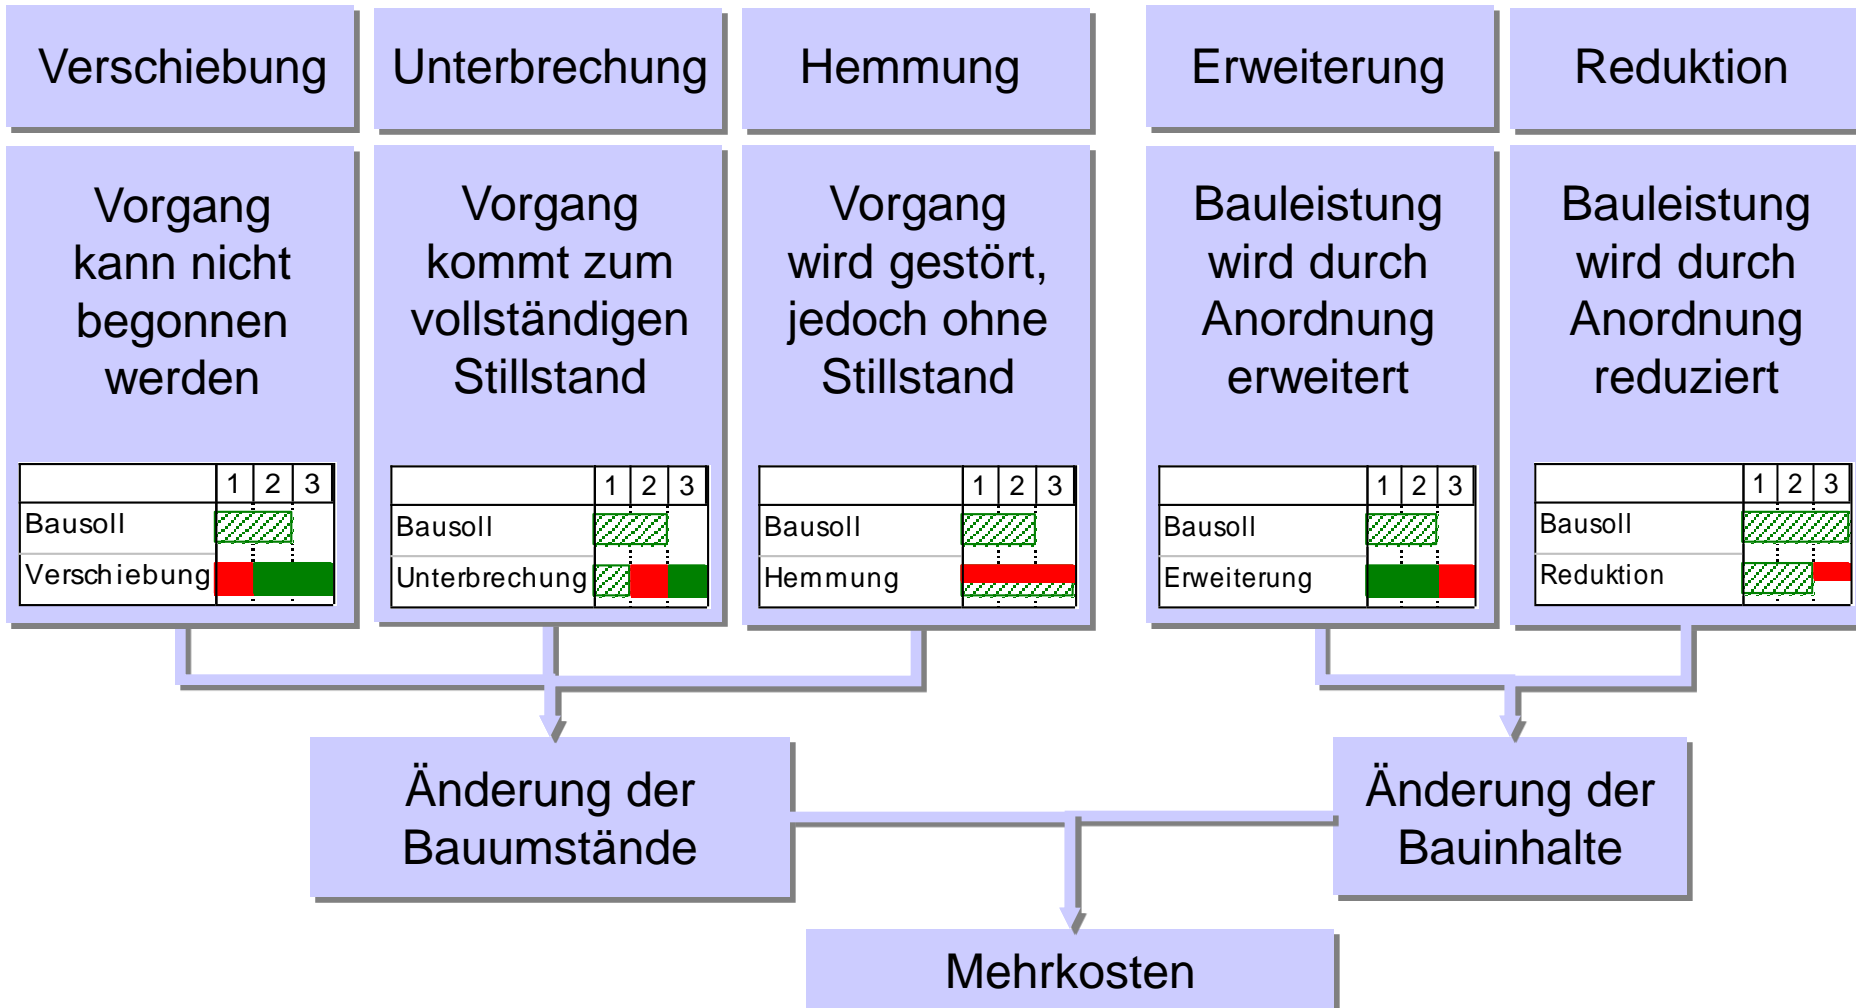 Verschiebung
Unterbrechung
Hemmung
Erweiterung
Reduktion
Vorgang
kann nicht
begonnen
werden
1 2 3
Bausoll
Verschiebung
Vorgang
kommt zum
vollständigen
Stillstand
1 2 3
Bausoll
Unterbrechung
Vorgang
wird gestört,
jedoch ohne
Stillstand
1 2 3
Bausoll
Hemmung
Bauleistung
wird durch
Anordnung
erweitert
1 2 3
Bausoll
Erweiterung
Bauleistung
wird durch
Anordnung
reduziert
1 2 3
Bausoll
Reduktion
Änderung der
Bauumstände
Änderung der
Bauinhalte
Mehrkosten